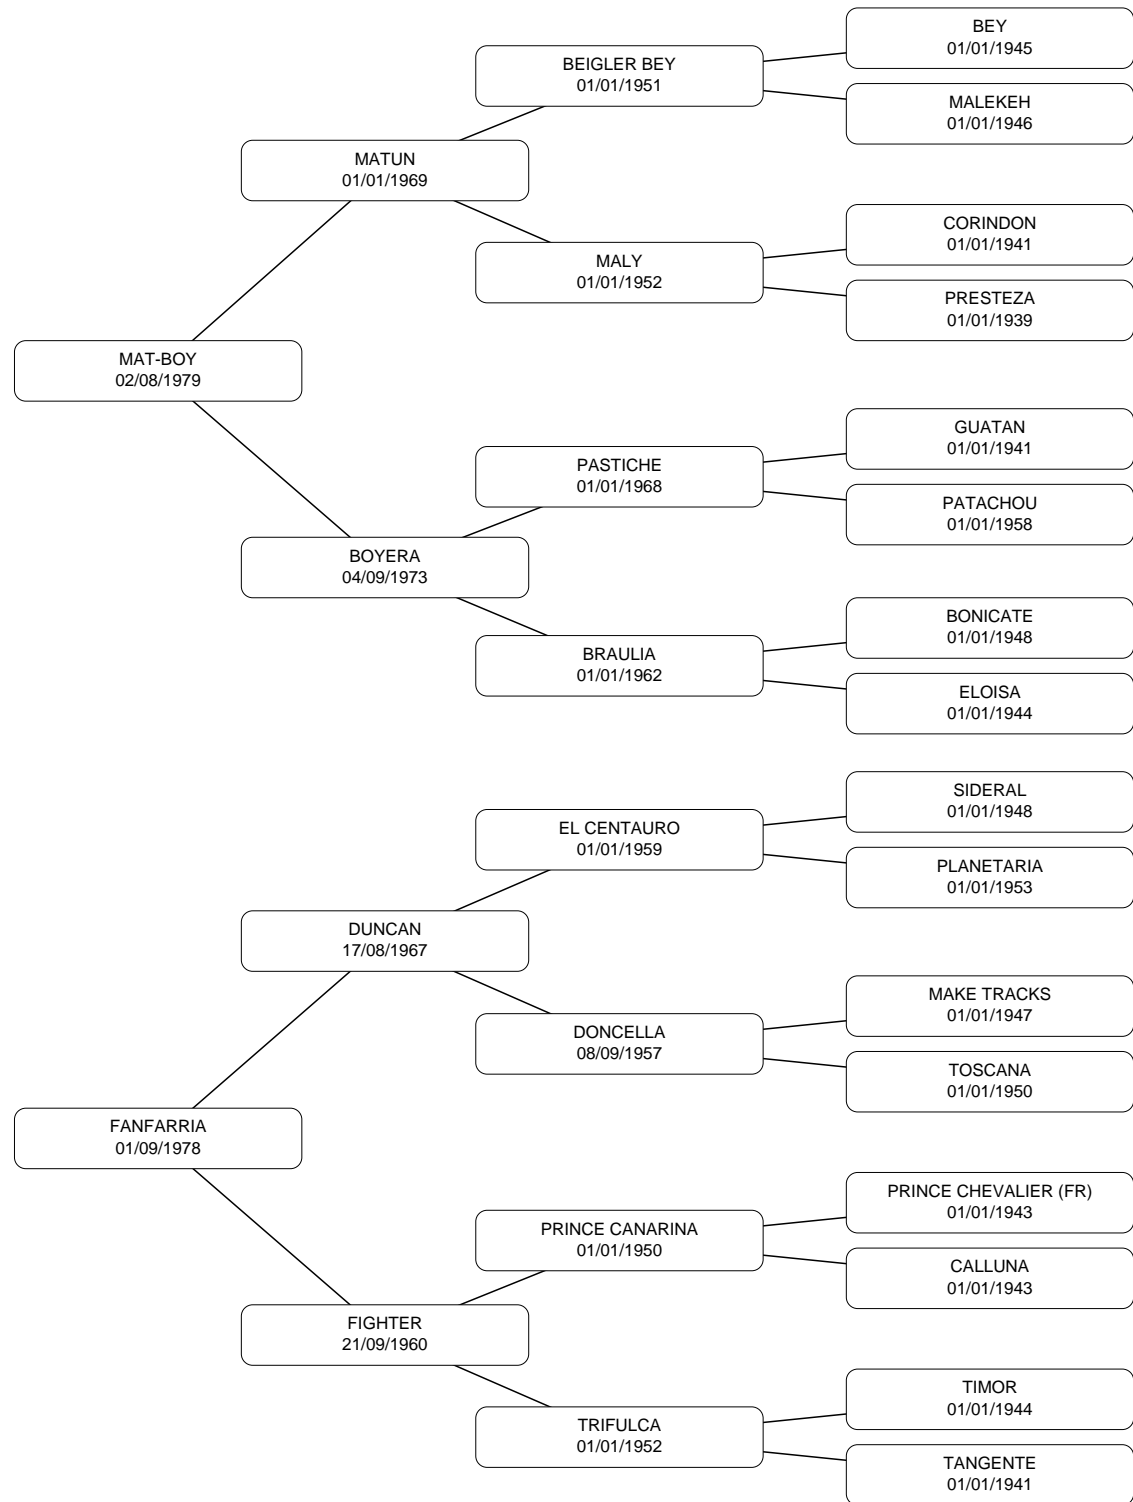 BEY
01/01/1945
BEIGLER BEY
01/01/1951
MALEKEH
01/01/1946
MATUN
01/01/1969
CORINDON
01/01/1941
MALY
01/01/1952
PRESTEZA
01/01/1939
MAT-BOY
02/08/1979
GUATAN
01/01/1941
PASTICHE
01/01/1968
PATACHOU
01/01/1958
BOYERA
04/09/1973
BONICATE
01/01/1948
BRAULIA
01/01/1962
ELOISA
01/01/1944
SIDERAL
01/01/1948
EL CENTAURO
01/01/1959
PLANETARIA
01/01/1953
DUNCAN
17/08/1967
MAKE TRACKS
01/01/1947
DONCELLA
08/09/1957
TOSCANA
01/01/1950
FANFARRIA
01/09/1978
PRINCE CHEVALIER (FR)
01/01/1943
PRINCE CANARINA
01/01/1950
CALLUNA
01/01/1943
FIGHTER
21/09/1960
TIMOR
01/01/1944
TRIFULCA
01/01/1952
TANGENTE
01/01/1941